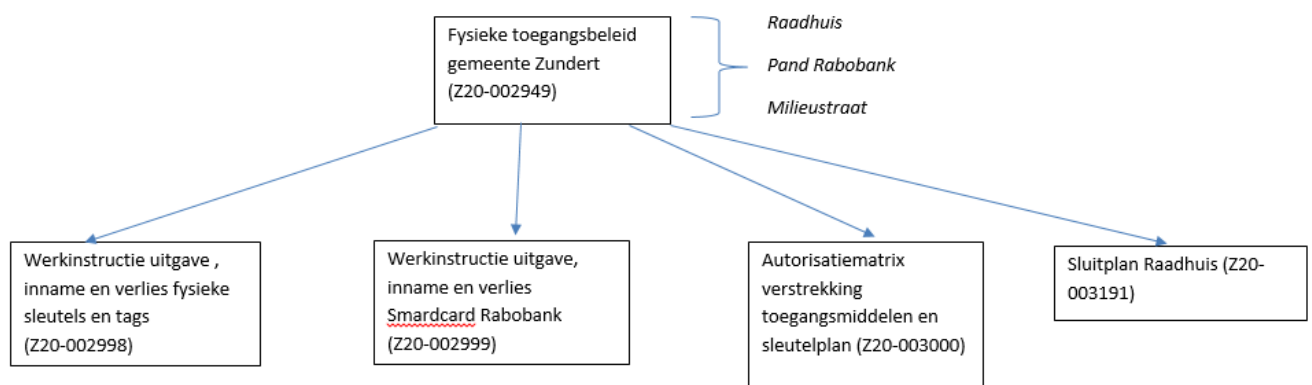 Fysieke toegangsbeleid
gemeente Zundert
(Z20-002949)
Raadhuis
Pand Rabobank
Milieustraat
Werkinstructie uitgave ,
inname en verlies fysieke
sleutels en tags
(Z20-002998)
Werkinstructie uitgave,
inname en verlies
Smardcard Rabobank
(Z20-002999)
Autorisatiematrix
verstrekking
toegangsmiddelen en
sleutelplan (Z20-003000)
Sluitplan Raadhuis (Z20-
003191)